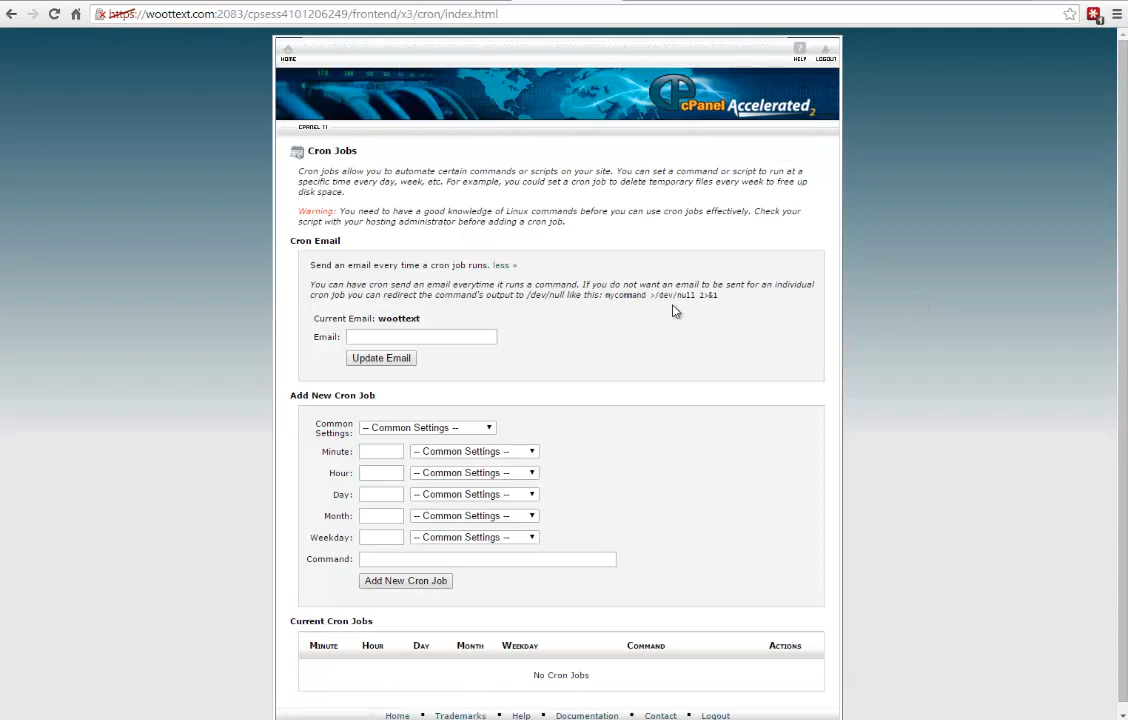 https://woottext.com:2083/cpsess4101206249/frontend/x3/cron/index.html
HOME
HELP
LOGOUT
cPanel Accelerated2
CPANEL 11
Cron Jobs
Cron jobs allow you to automate certain commands or scripts on your site. You can set a command or script to run at a
specific time every day, week, etc. For example, you could set a cron job to delete temporary files every week to free up
disk space.
Warning: You need to have a good knowledge of Linux commands before you can use cron jobs effectively. Check your
script with your hosting administrator before adding a cron job.
Cron Email
Send an email every time a cron job runs. less »
You can have cron send an email everytime it runs a command. If you do not want an email to be sent for an individual
cron job you can redirect the command's output to /dev/null like this: mycommand >/dev/null 2>&1
Current Email: woottext
Email:
Update Email
Add New Cron Job
Common
Settings: -- Common Settings --
Minute: -- Common Settings --
Hour: -- Common Settings --
Day: -- Common Settings --
Month: -- Common Settings --
Weekday: -- Common Settings --
Command:
Add New Cron Job
Current Cron Jobs
MINUTE HOUR DAY MONTH WEEKDAY COMMAND ACTIONS
No Cron Jobs
Home ▪ Trademarks ▪ Help ▪ Documentation ▪ Contact ▪ Logout